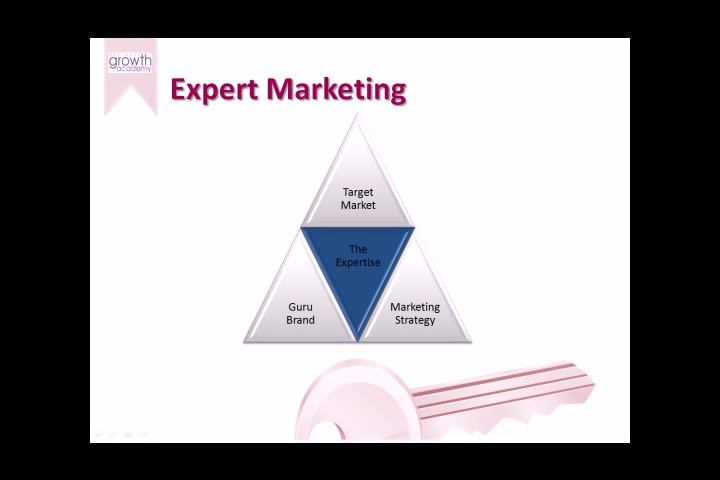 growth
academy
Expert Marketing
Target
Market
The
Expertise
Guru
Brand
Marketing
Strategy